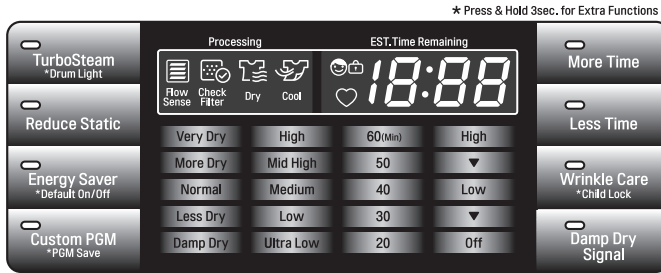 * Press & Hold 3sec. for Extra Functions
TurboSteam
*Drum Light
Reduce Static
Energy Saver
*Default On/Off
Custom PGM
*PGM Save
Processing
EST.Time Remaining
Flow Sense
Check Filter
Dry
Cool
18:88
Very Dry High 60(Min) High
More Dry Mid High 50 ▼
Normal Medium 40 Low
Less Dry Low 30 ▼
Damp Dry Ultra Low 20 Off
More Time
Less Time
Wrinkle Care
*Child Lock
Damp Dry
Signal